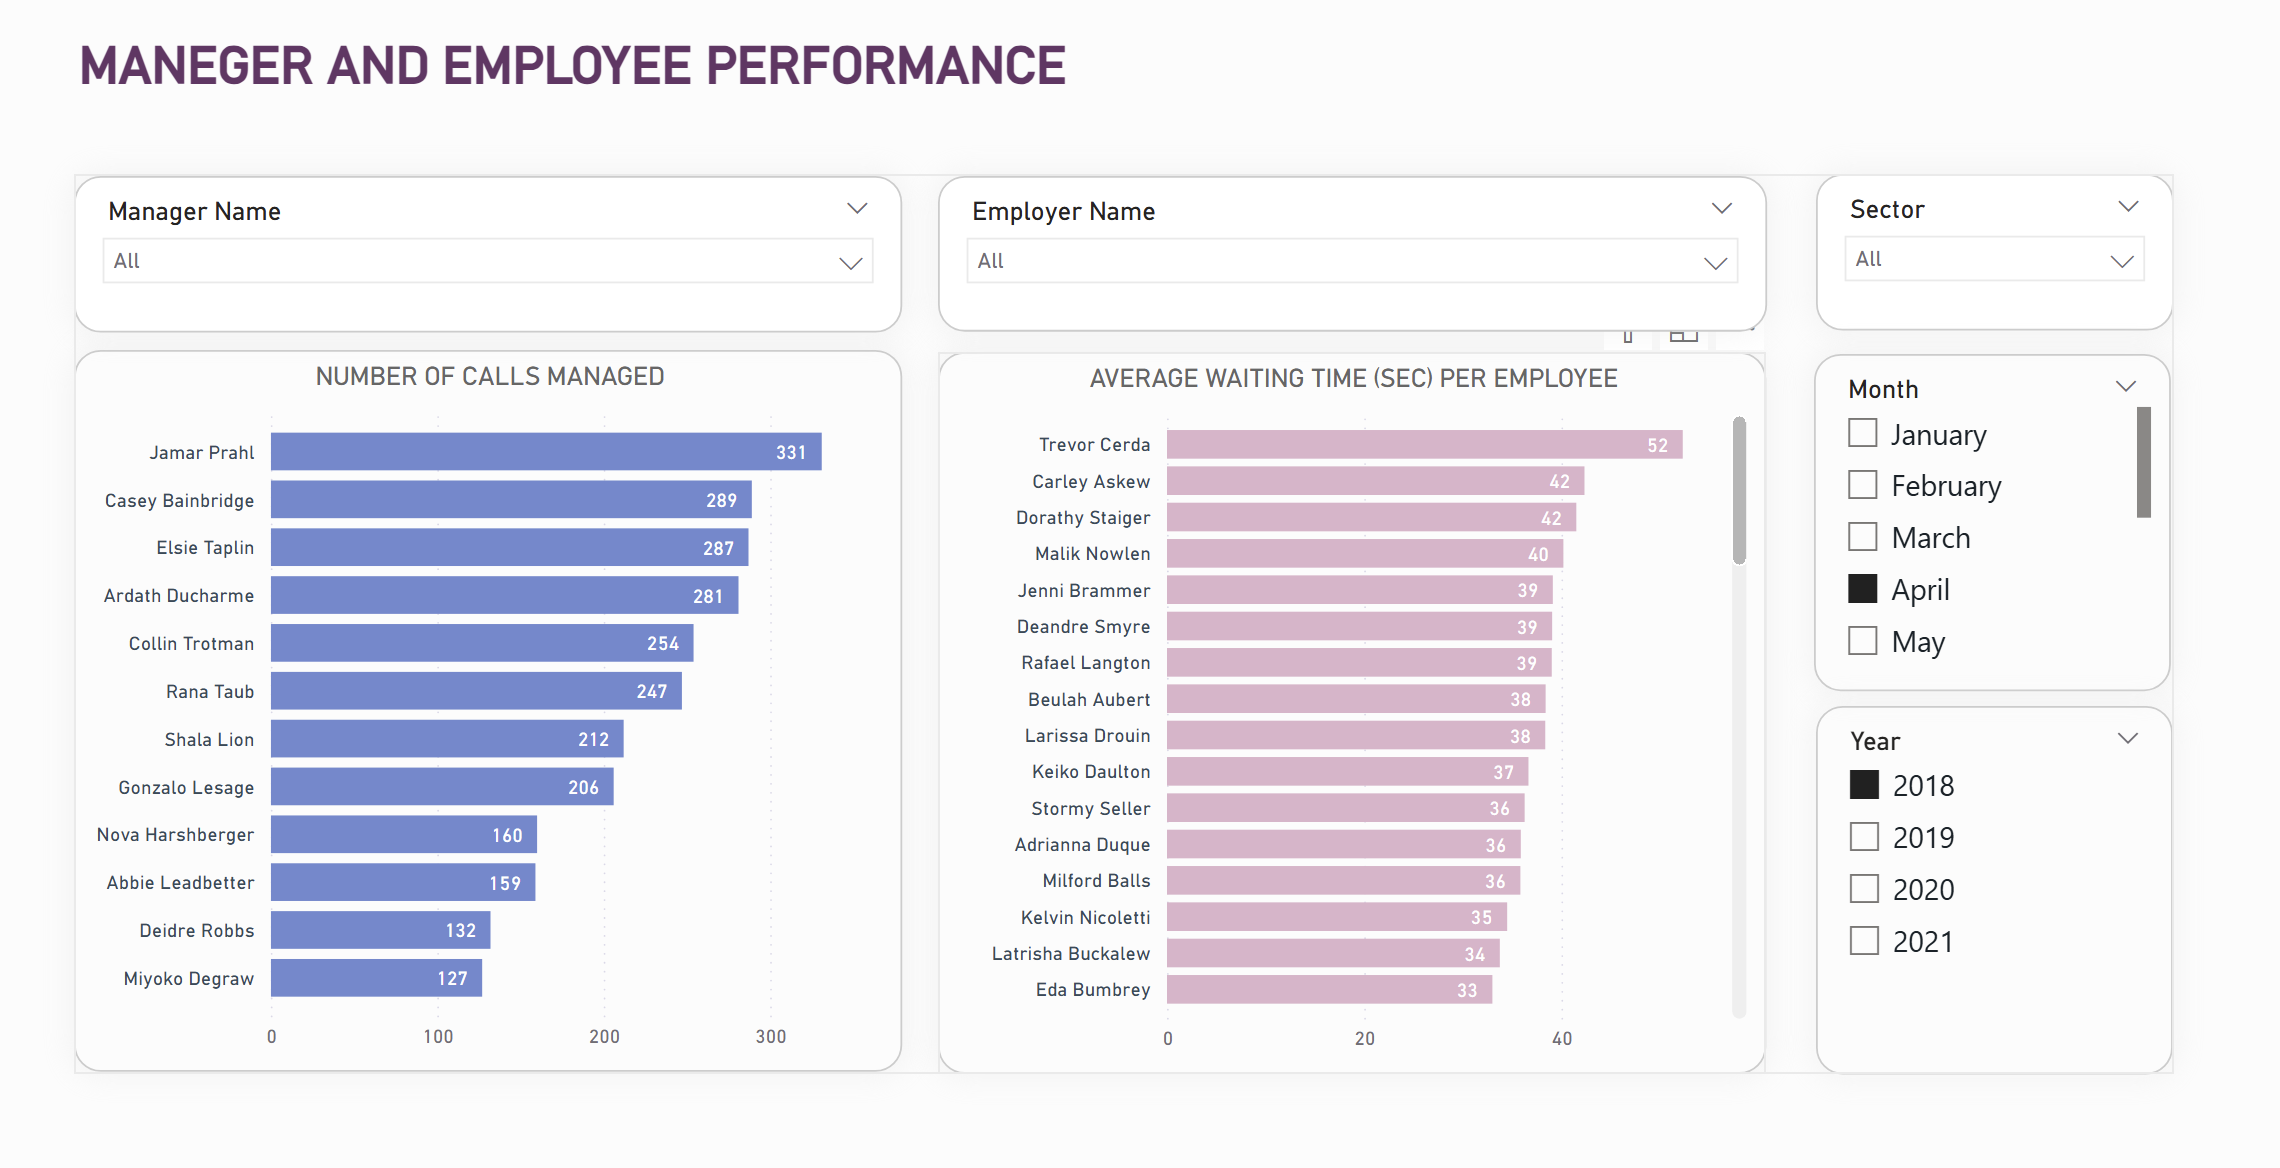 MANEGER AND EMPLOYEE PERFORMANCE
Manager Name
All
Employer Name
All
Sector
All
NUMBER OF CALLS MANAGED
Jamar Prahl 331
Casey Bainbridge 289
Elsie Taplin 287
Ardath Ducharme 281
Collin Trotman 254
Rana Taub 247
Shala Lion 212
Gonzalo Lesage 206
Nova Harshberger 160
Abbie Leadbetter 159
Deidre Robbs 132
Miyoko Degraw 127
0 100 200 300
AVERAGE WAITING TIME (SEC) PER EMPLOYEE
Trevor Cerda 52
Carley Askew 42
Dorathy Staiger 42
Malik Nowlen 40
Jenni Brammer 39
Deandre Smyre 39
Rafael Langton 39
Beulah Aubert 38
Larissa Drouin 38
Keiko Daulton 37
Stormy Seller 36
Adrianna Duque 36
Milford Balls 36
Kelvin Nicoletti 35
Latrisha Buckalew 34
Eda Bumbrey 33
0 20 40
Month
January
February
March
April
May
Year
2018
2019
2020
2021